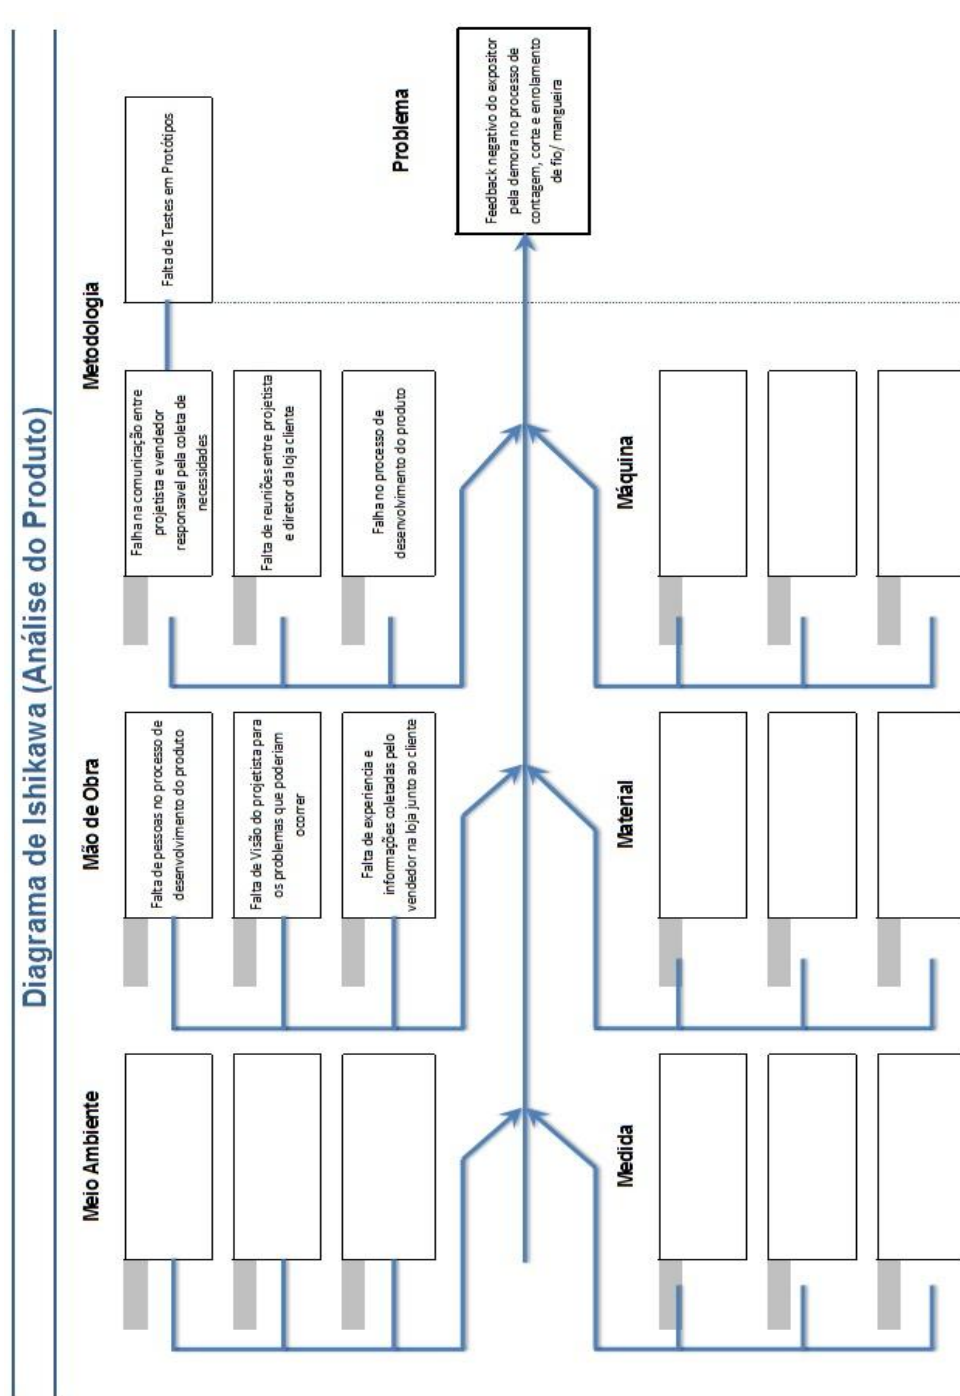 Diagrama de Ishikawa (Análise do Produto)
Meio Ambiente
Mão de Obra
Metodologia
Falta de pessoas no processo de
desenvolvimento do produto
Falha na comunicação entre
projetista e vendedor
responsavel pela coleta de
necessidades
Falta de Testes em Protótipos
Falta de Visão do projetista para
os problemas que poderiam
ocorrer
Falta de reuniões entre projetista
e diretor da loja cliente
Falta de experiencia e
informações coletadas pelo
vendedor na loja junto ao cliente
Falha no processo de
desenvolvimento do produto
Problema
Feedback negativo do expositor
pela demora no processo de
contagem, corte e enrolamento
de fio/ mangueira
Medida
Material
Máquina